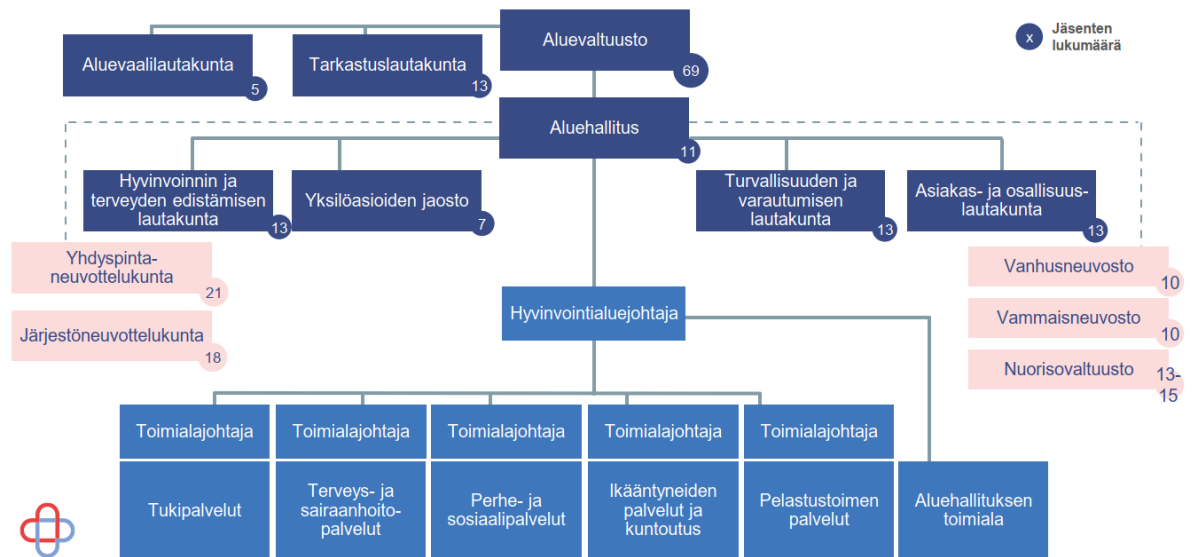 Aluevaltuusto
69
x
Jäsenten
lukumäärä
Aluevaalilautakunta
5
Tarkastuslautakunta
13
Aluehallitus
11
Hyvinvoinnin ja
terveyden edistämisen
lautakunta
13
Yksilöasioiden jaosto
7
Turvallisuuden ja
varautumisen
lautakunta
13
Asiakas- ja osallisuus-
lautakunta
13
Yhdyspinta-
neuvottelukunta
21
Järjestöneuvottelukunta
18
Vanhusneuvosto
10
Vammaisneuvosto
10
Nuorisovaltuusto
13-
15
Hyvinvointialuejohtaja
Toimialajohtaja
Toimialajohtaja
Toimialajohtaja
Toimialajohtaja
Toimialajohtaja
Tukipalvelut
Terveys- ja
sairaanhoito-
palvelut
Perhe- ja
sosiaalipalvelut
Ikääntyneiden
palvelut ja
kuntoutus
Pelastustoimen
palvelut
Aluehallituksen
toimiala